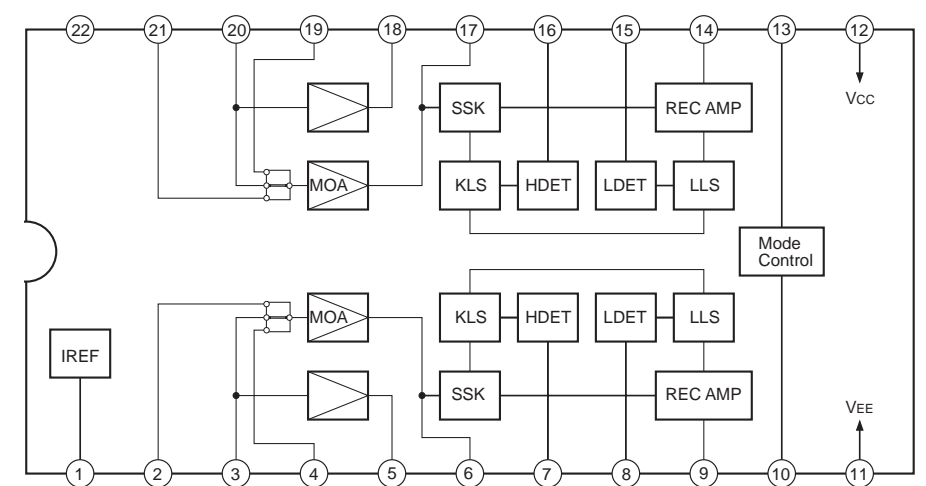 22 21 20 19 18 17 16 15 14 13 12
VCC
SSK REC AMP
MOA KLS HDET LDET LLS
Mode
Control
MOA KLS HDET LDET LLS
IREF
SSK REC AMP
VEE
1 2 3 4 5 6 7 8 9 10 11